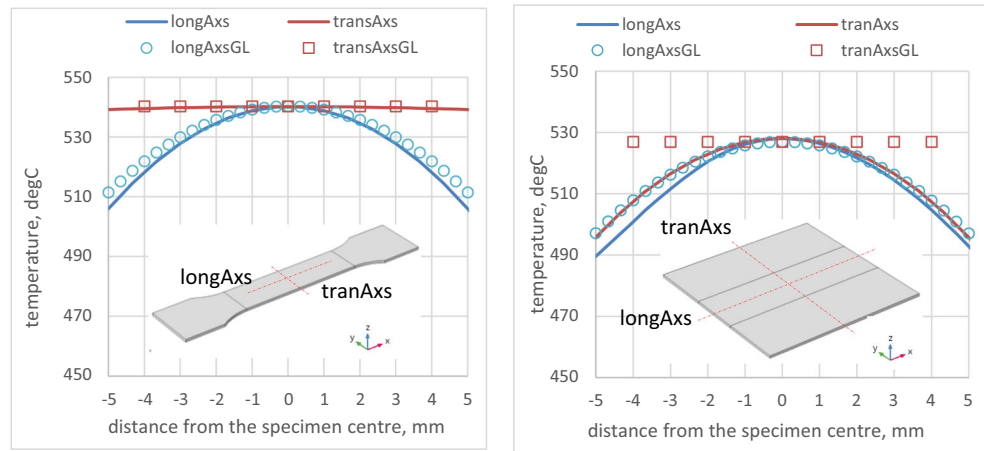 longAxs transAxs
longAxsGL transAxsGL
550
530
510
490
470
450
temperature, degC
longAxs
tranAxs
z
y x
-5 -4 -3 -2 -1 0 1 2 3 4 5
distance from the specimen centre, mm
longAxs tranAxs
longAxsGL tranAxsGL
550
530
510
490
470
450
temperature, degC
tranAxs
longAxs
z
y x
-5 -4 -3 -2 -1 0 1 2 3 4 5
distance from the specimen centre, mm